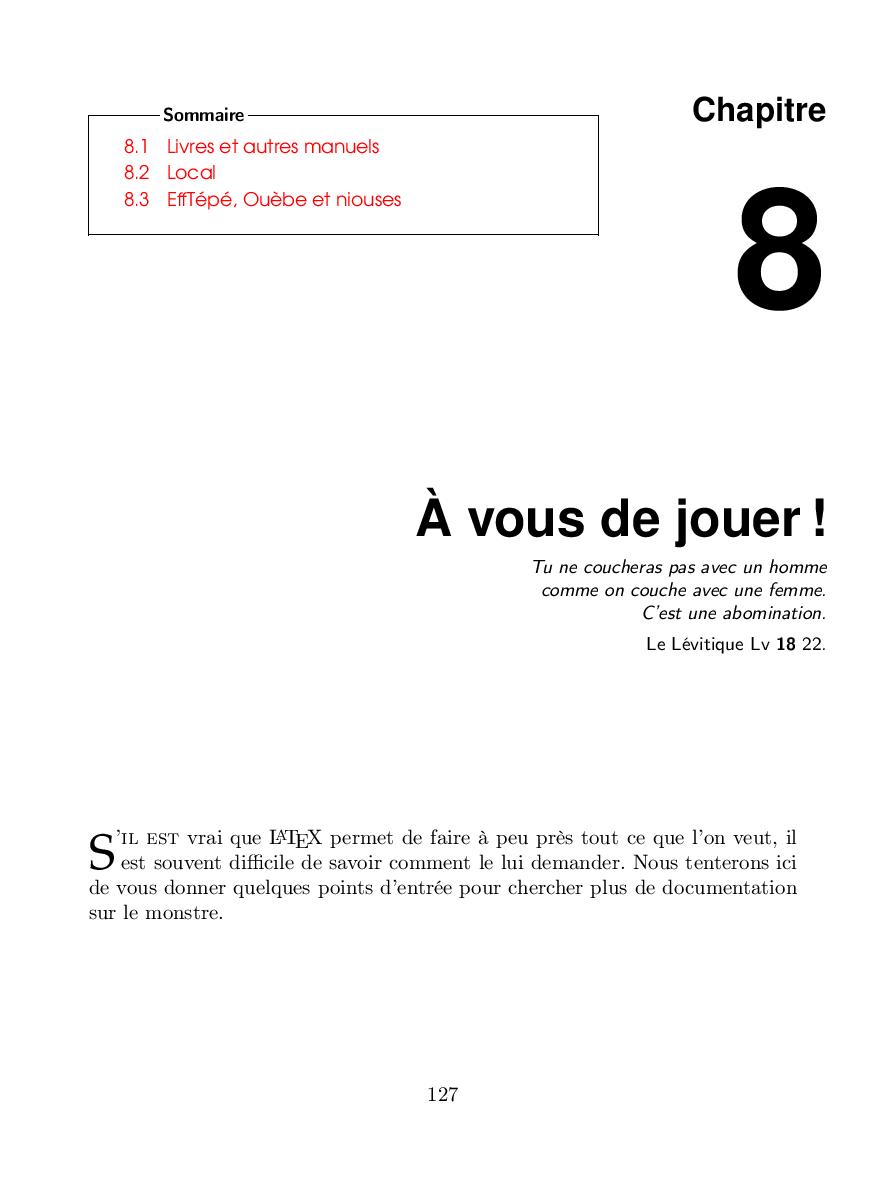 Sommaire
8.1 Livres et autres manuels
8.2 Local
8.3 EffTépé, Ouèbe et niouses
Chapitre
8
À vous de jouer !
Tu ne coucheras pas avec un homme
comme on couche avec une femme.
C'est une abomination.
Le Lévitique Lv 18 22.
S'IL EST vrai que LATEX permet de faire à peu près tout ce que l'on veut, il
est souvent difficile de savoir comment le lui demander. Nous tenterons ici
de vous donner quelques points d'entrée pour chercher plus de documentation
sur le monstre.
127